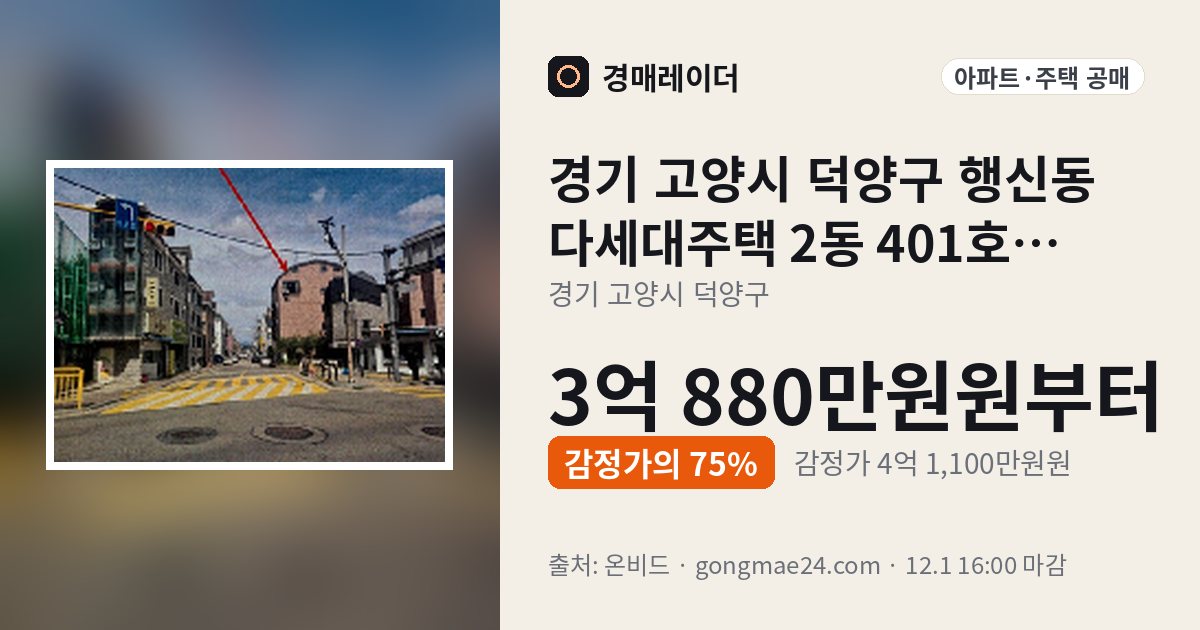 경매레이더
아파트·주택 공매
경기 고양시 덕양구 행신동
다세대주택 2동 401호…
경기 고양시 덕양구
3억 880만원원부터
감정가의 75%
감정가 4억 1,100만원원
출처: 온비드 · gongmae24.com · 12.1 16:00 마감